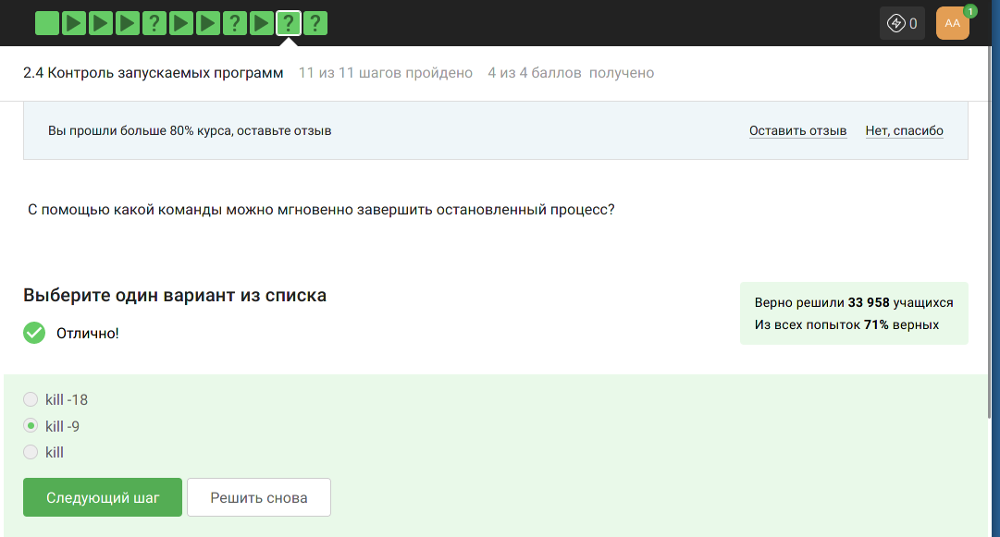 ? ? ? ?
0
AA
1
2.4 Контроль запускаемых программ 11 из 11 шагов пройдено 4 из 4 баллов получено
Вы прошли больше 80% курса, оставьте отзыв Оставить отзыв Нет, спасибо
С помощью какой команды можно мгновенно завершить остановленный процесс?
Выберите один вариант из списка
Верно решили 33 958 учащихся
Из всех попыток 71% верных
Отлично!
kill -18
kill -9
kill
Следующий шаг Решить снова